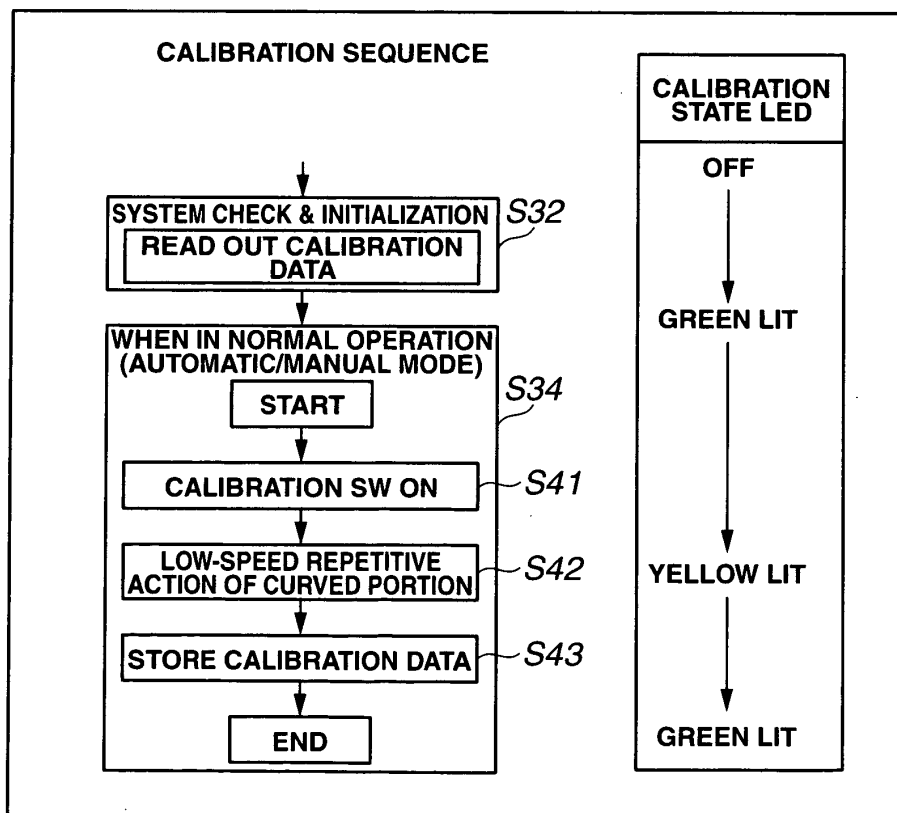 CALIBRATION SEQUENCE
SYSTEM CHECK & INITIALIZATION
S32
READ OUT CALIBRATION
DATA
WHEN IN NORMAL OPERATION
(AUTOMATIC/MANUAL MODE)
S34
START
CALIBRATION SW ON
S41
LOW-SPEED REPETITIVE
ACTION OF CURVED PORTION
S42
STORE CALIBRATION DATA
S43
END
CALIBRATION
STATE LED
OFF
GREEN LIT
YELLOW LIT
GREEN LIT